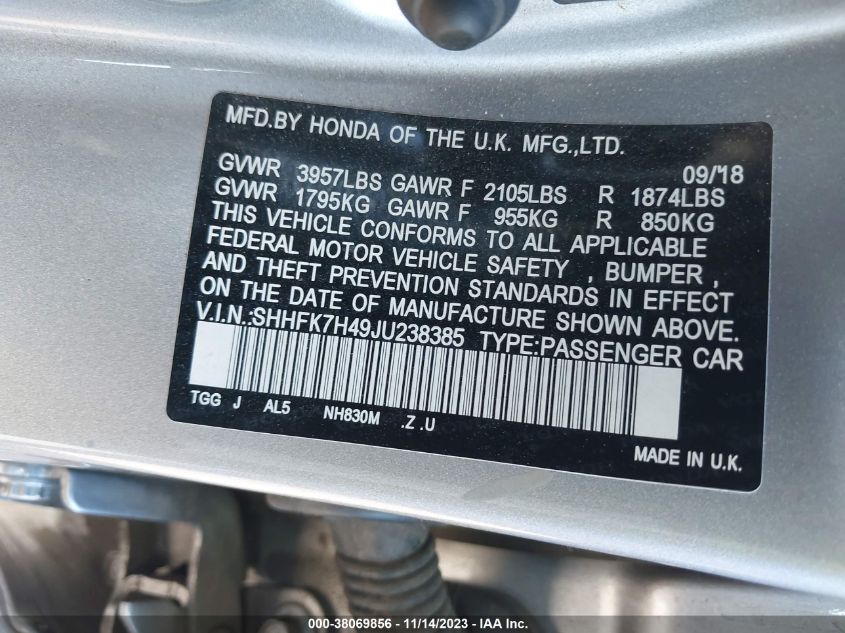 MFD.BY HONDA OF THE U.K. MFG.,LTD.
09/18
GVWR 3957LBS GAWR F 2105LBS R 1874LBS
GVWR 1795KG GAWR F 955KG R 850KG
THIS VEHICLE CONFORMS TO ALL APPLICABLE
FEDERAL MOTOR VEHICLE SAFETY , BUMPER ,
AND THEFT PREVENTION STANDARDS IN EFFECT
ON THE DATE OF MANUFACTURE SHOWN ABOVE.
V.I.N.:SHHFK7H49JU238385 TYPE:PASSENGER CAR
TGG J AL5 NH830M .Z .U
MADE IN U.K.
000-38069856 - 11/14/2023 - IAA Inc.